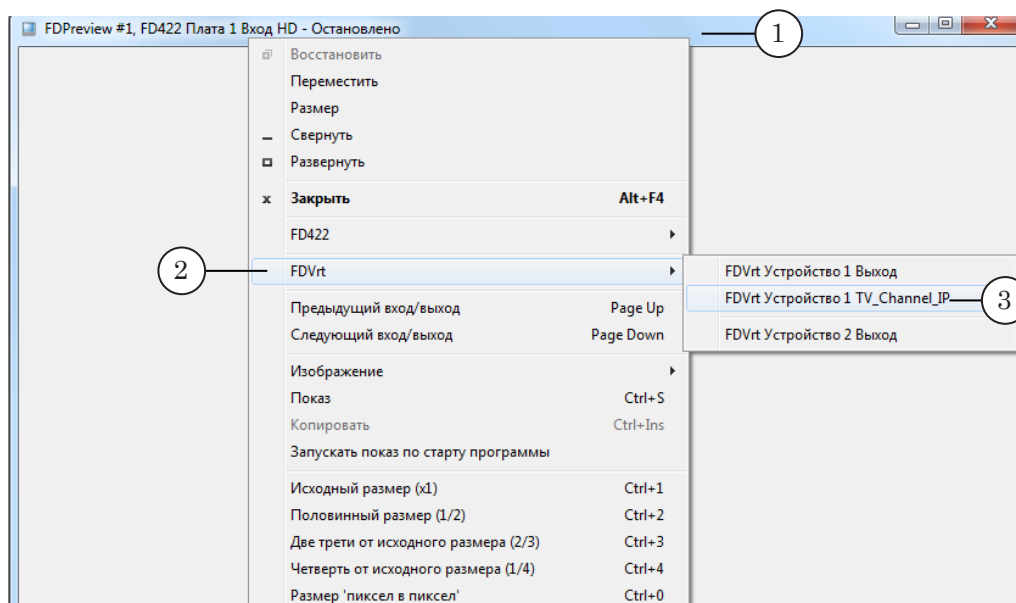 FDPreview #1, FD422 Плата 1 Вход HD - Остановлено
1
Восстановить
Переместить
Размер
Свернуть
Развернуть
Закрыть Alt+F4
FD422
2
FDVrt
FDVrt Устройство 1 Выход
FDVrt Устройство 1 TV_Channel_IP
3
FDVrt Устройство 2 Выход
Предыдущий вход/выход Page Up
Следующий вход/выход Page Down
Изображение
Показ Ctrl+S
Копировать Ctrl+Ins
Запускать показ по старту программы
Исходный размер (x1) Ctrl+1
Половинный размер (1/2) Ctrl+2
Две трети от исходного размера (2/3) Ctrl+3
Четверть от исходного размера (1/4) Ctrl+4
Размер 'пиксел в пиксел' Ctrl+0